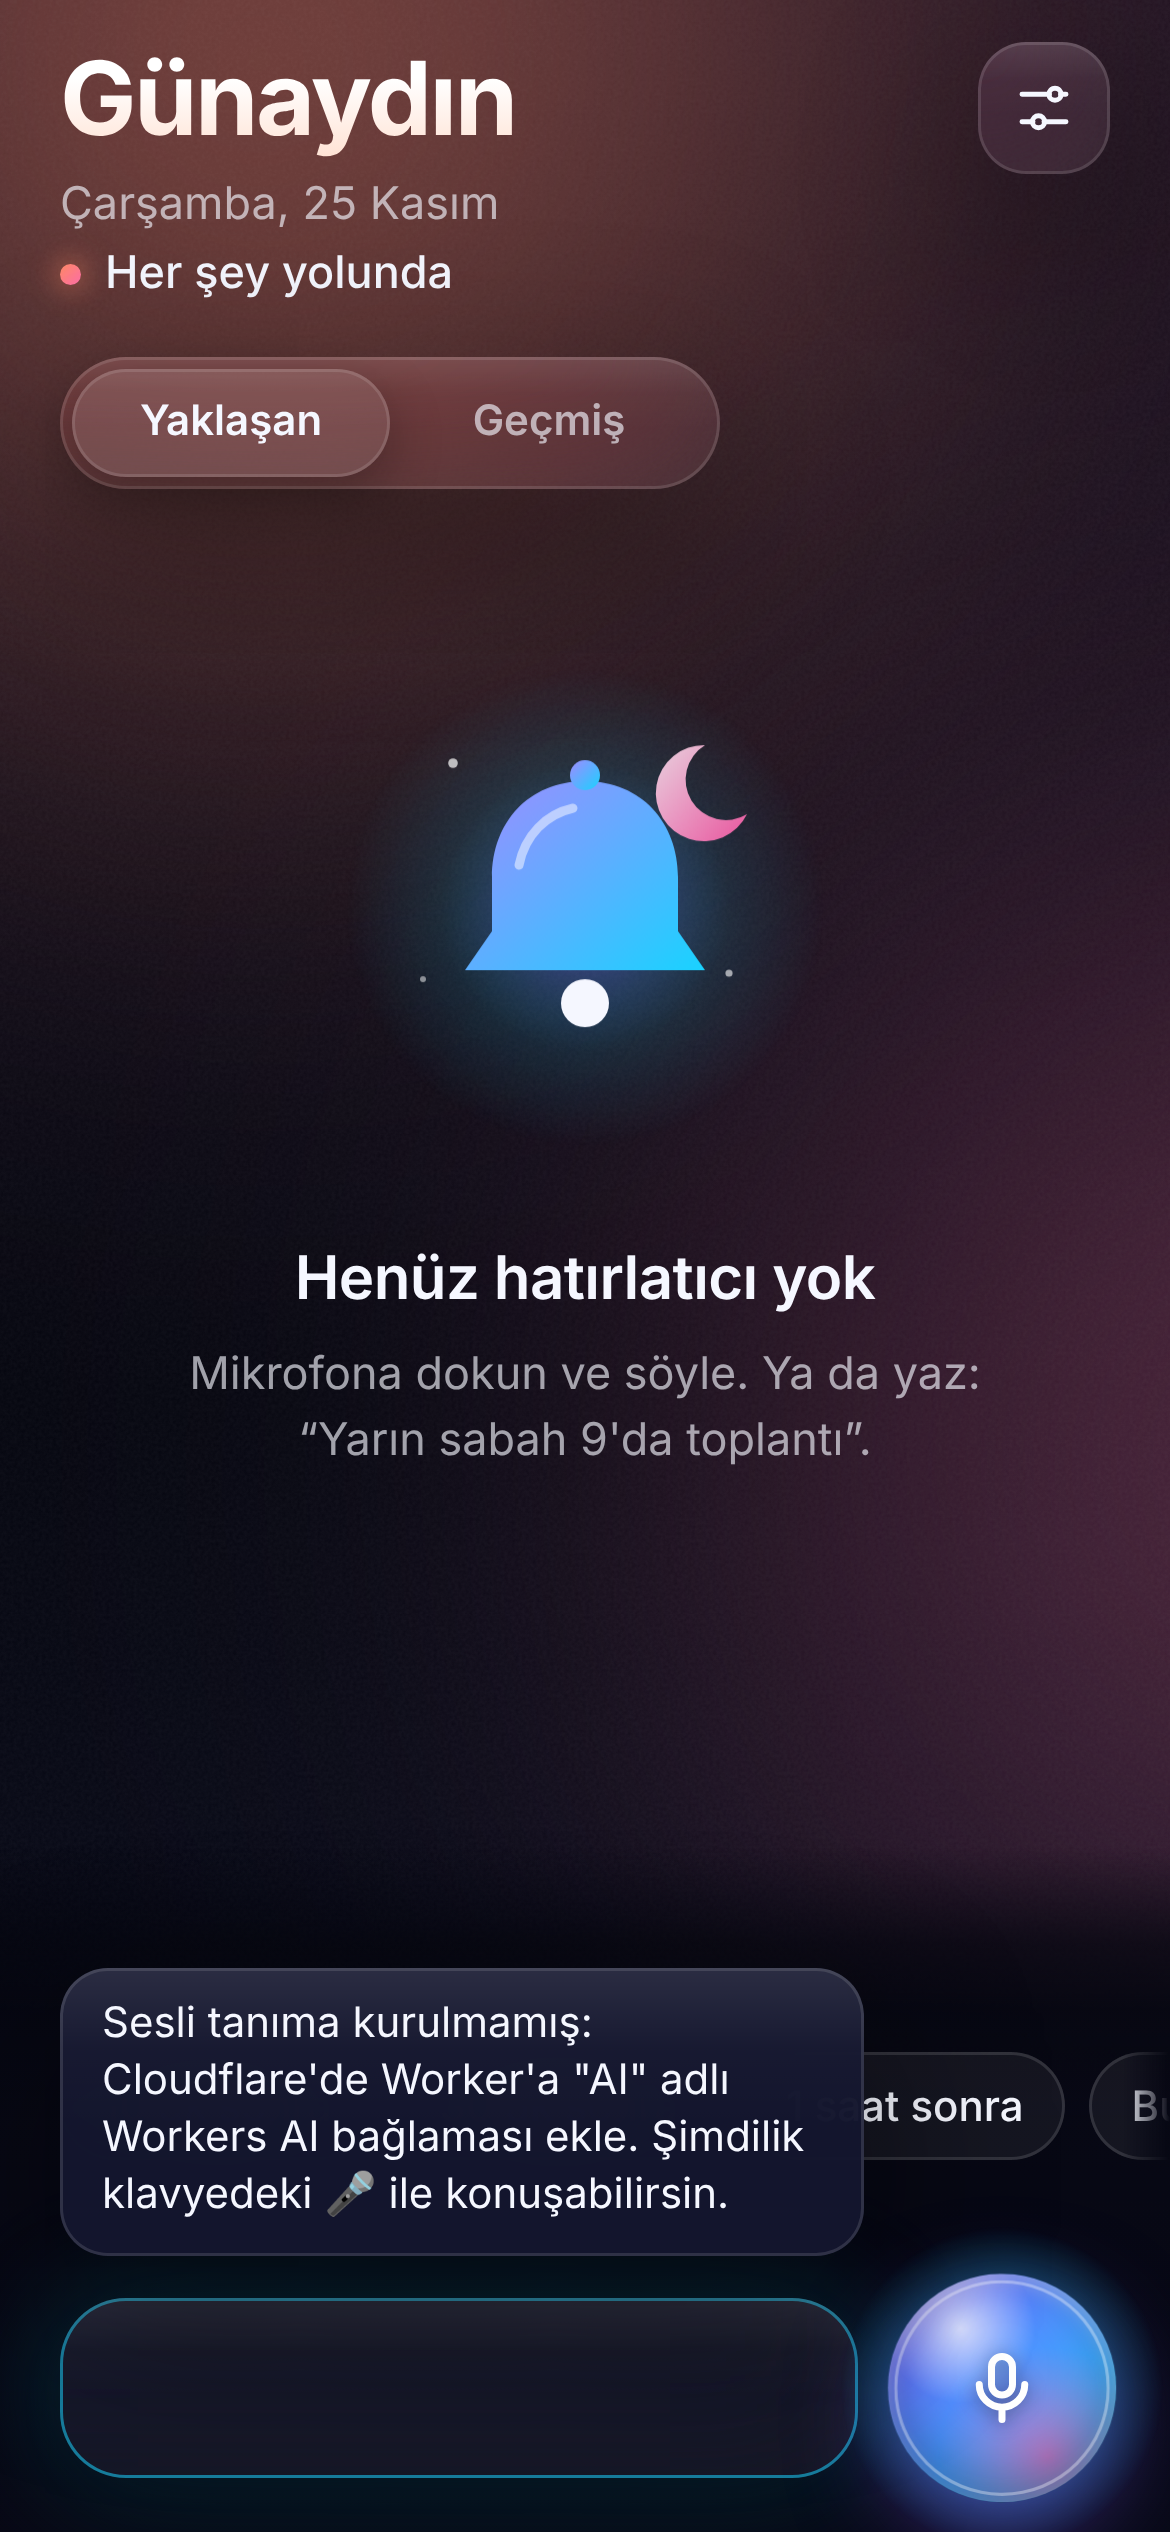 Günaydın
Çarşamba, 25 Kasım
Her şey yolunda
Yaklaşan
Geçmiş
Henüz hatırlatıcı yok
Mikrofona dokun ve söyle. Ya da yaz:
“Yarın sabah 9'da toplantı”.
Sesli tanıma kurulmamış:
Cloudflare'de Worker'a "AI" adlı
Workers AI bağlaması ekle. Şimdilik
klavyedeki 🎤 ile konuşabilirsin.
saat sonra